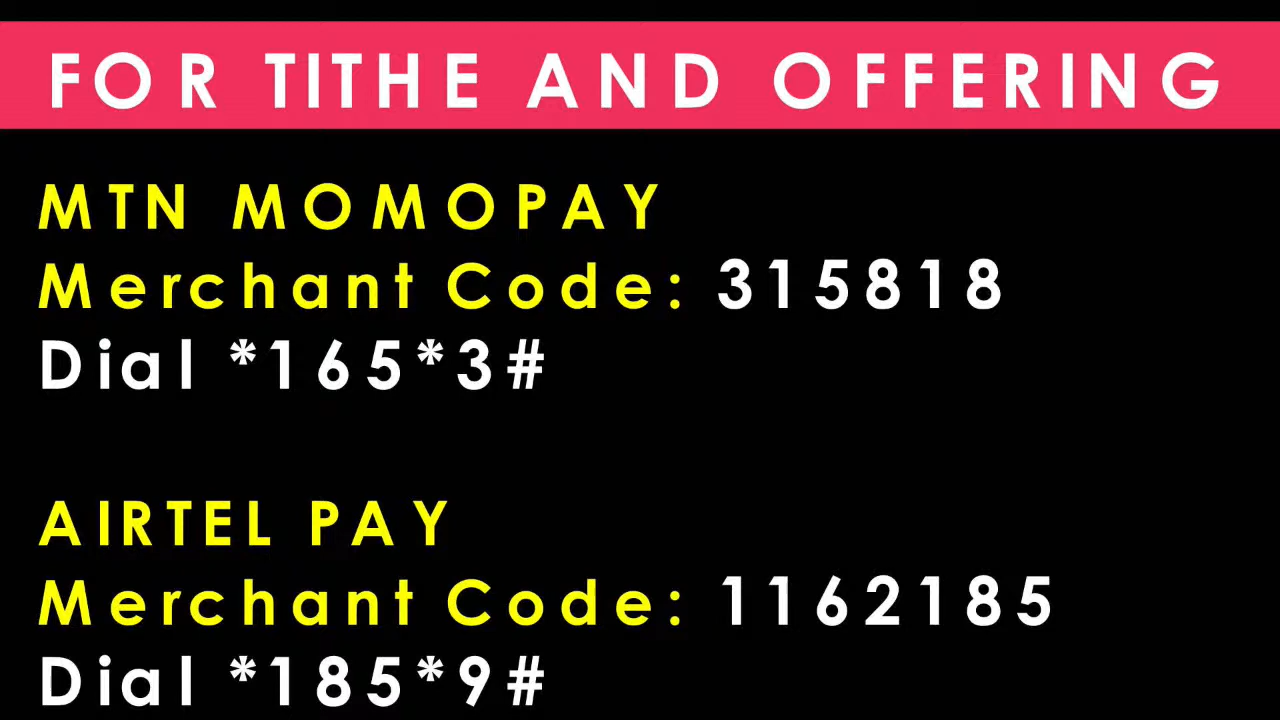 FOR TITHE AND OFFERING
MTN MOMOPAY
Merchant Code: 315818
Dial *165*3#
AIRTEL PAY
Merchant Code: 1162185
Dial *185*9#